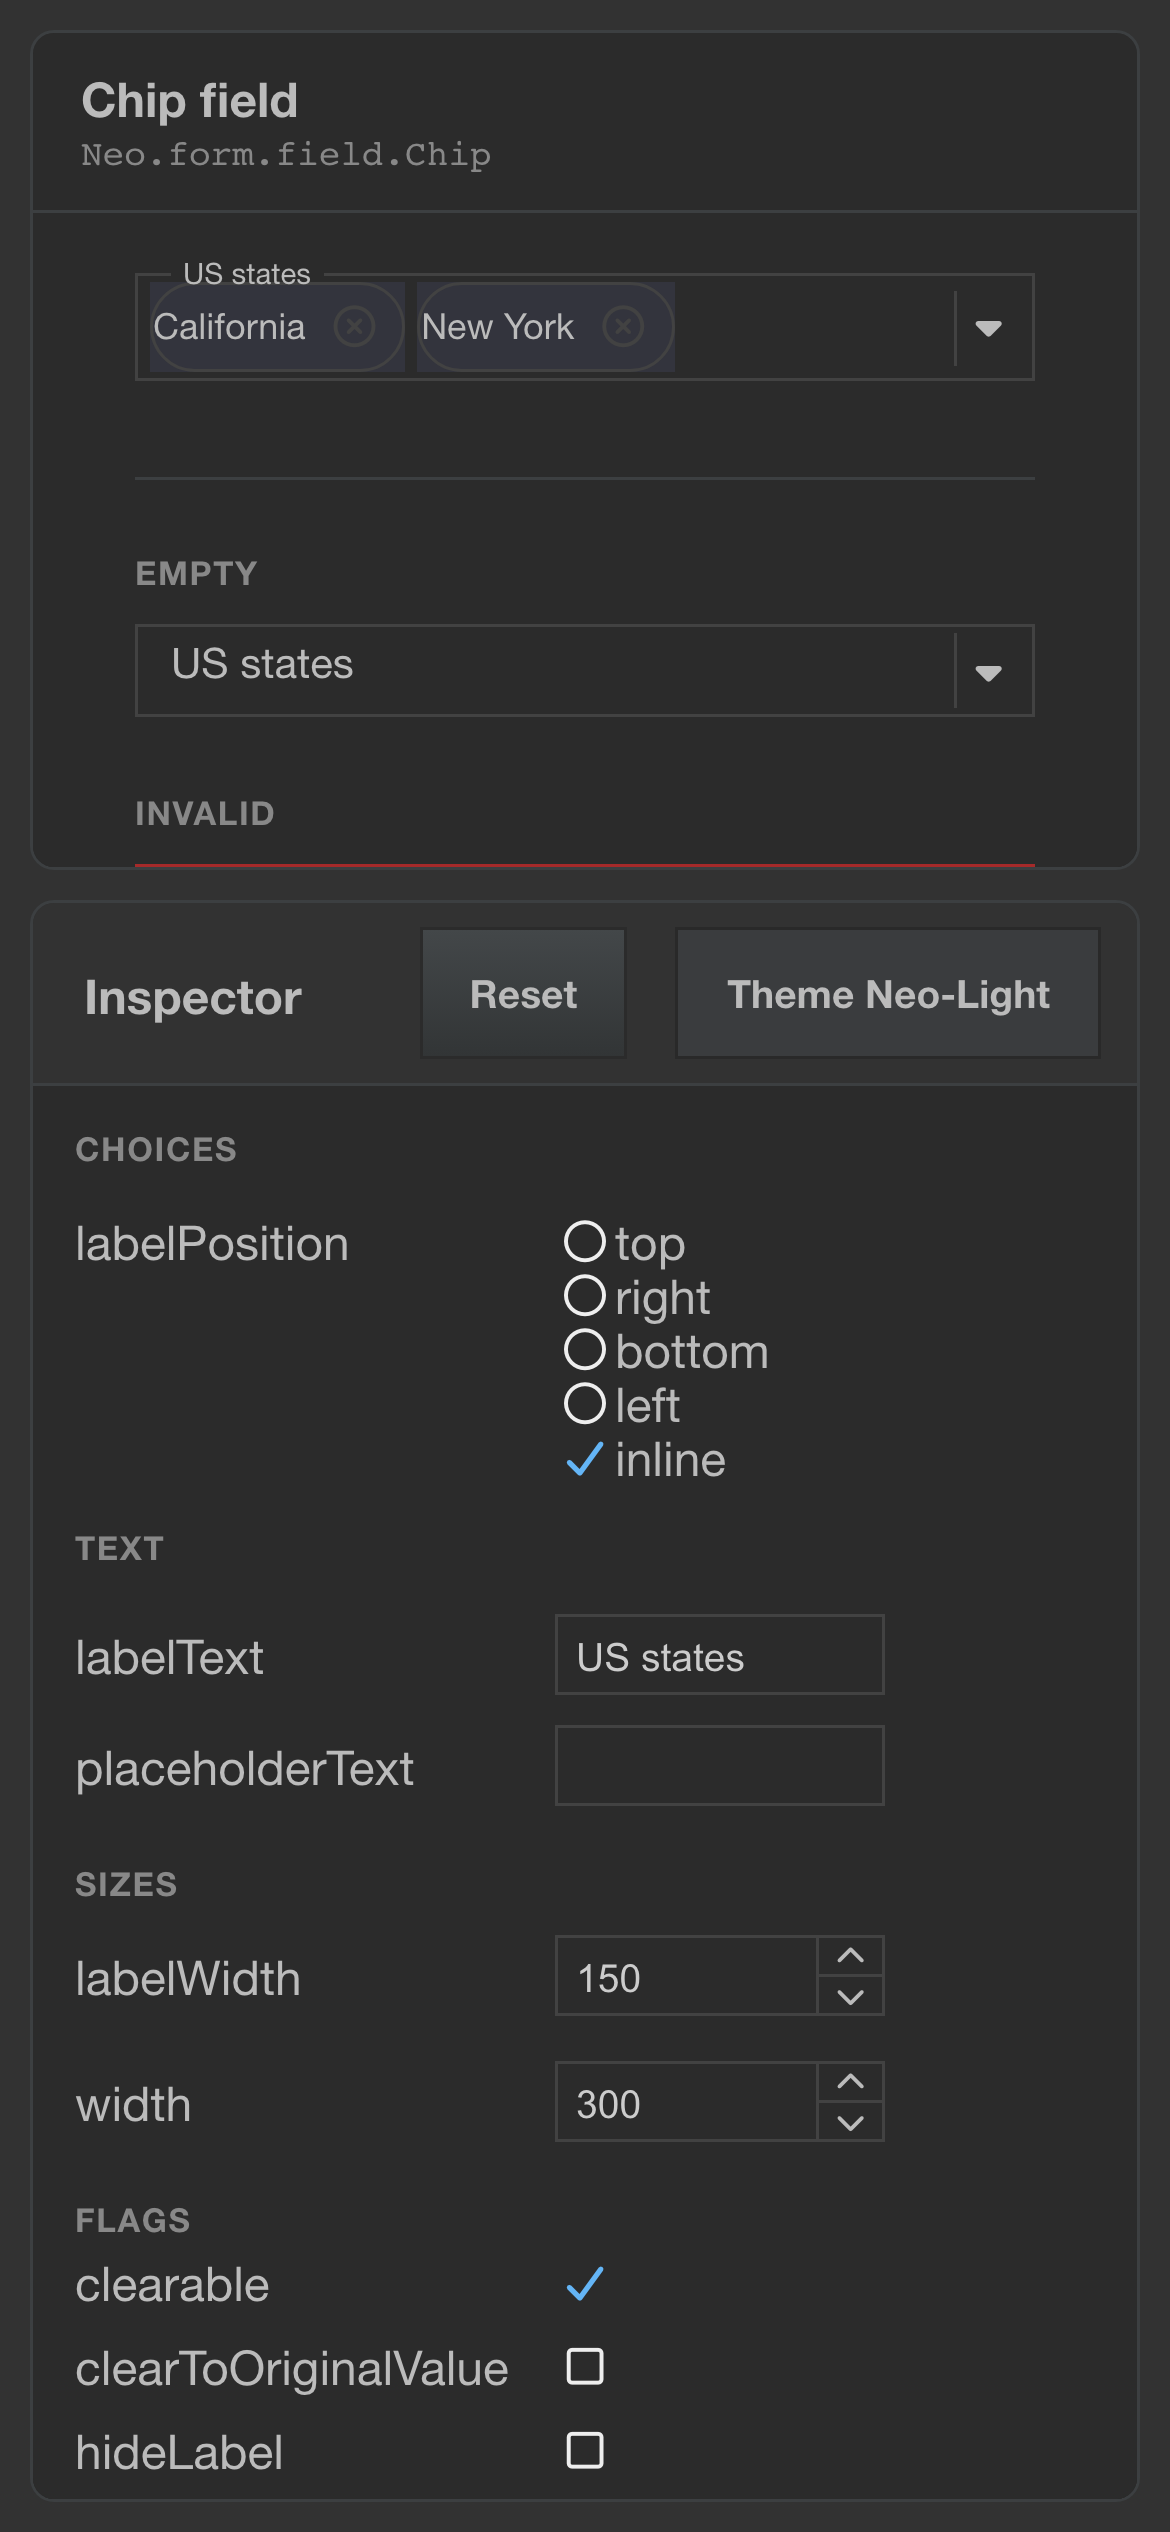 Chip field
Neo.form.field.Chip
US states
California
New York
EMPTY
US states
INVALID
Inspector
Reset
Theme Neo-Light
CHOICES
labelPosition
top
right
bottom
left
inline
TEXT
labelText
US states
placeholderText
SIZES
labelWidth
150
width
300
FLAGS
clearable
clearToOriginalValue
hideLabel